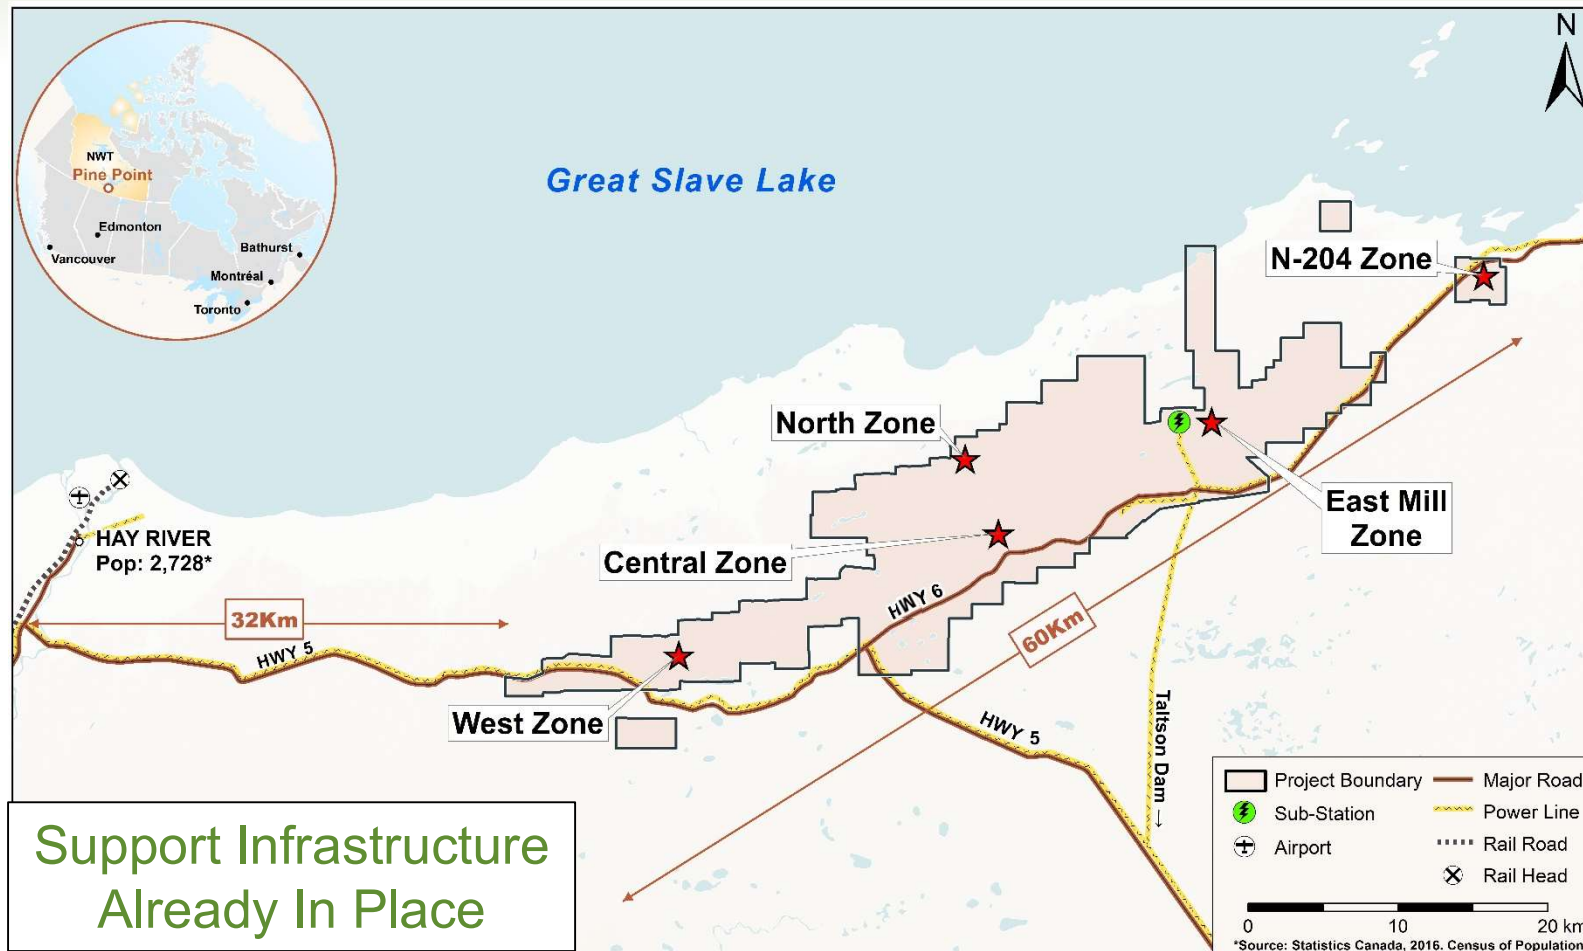 N
NWT
Pine Point
Edmonton
Vancouver
Bathurst
Montréal
Toronto
Great Slave Lake
N-204 Zone
North Zone
East Mill
Zone
Central Zone
HAY RIVER
Pop: 2,728*
32Km
HWY 5
HWY 6
60Km
West Zone
HWY 5
Taltson Dam →
Support Infrastructure
Already In Place
Project Boundary
Sub-Station
Airport
Major Road
Power Line
Rail Road
Rail Head
0 10 20 km
*Source: Statistics Canada, 2016. Census of Population